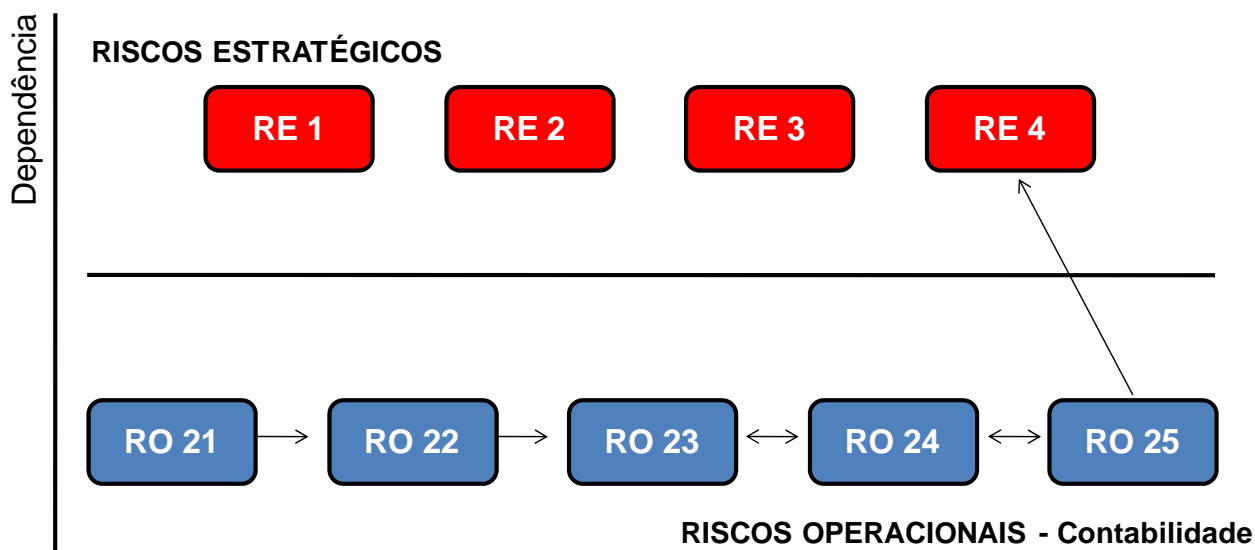 Dependência
RISCOS ESTRATÉGICOS
RE 1
RE 2
RE 3
RE 4
RO 21
RO 22
RO 23
RO 24
RO 25
RISCOS OPERACIONAIS - Contabilidade